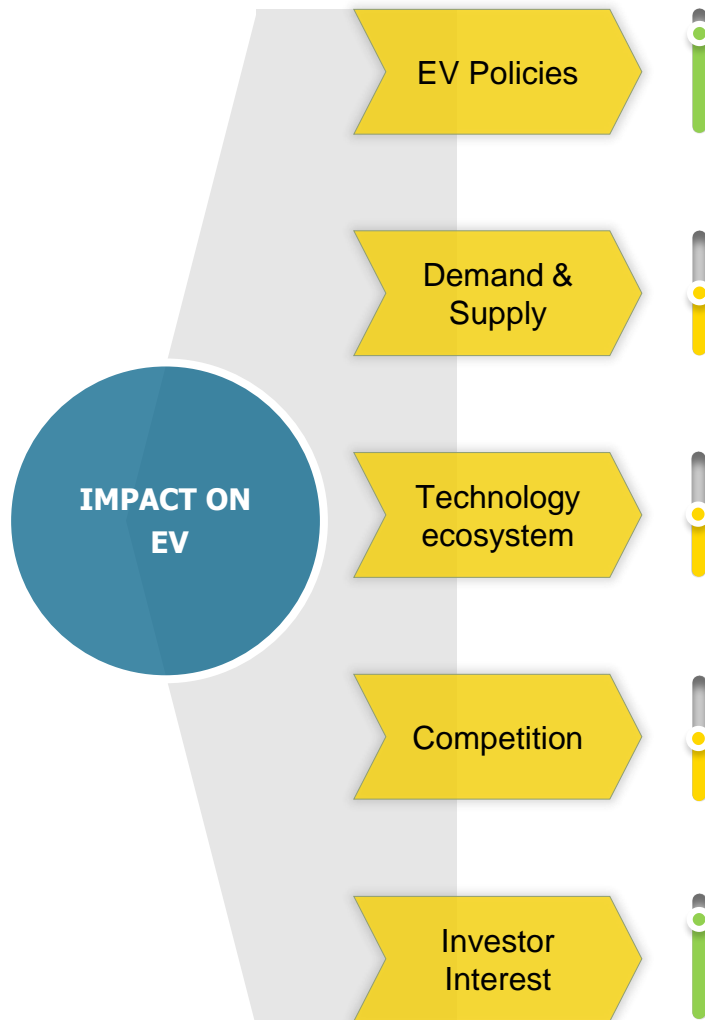 EV Policies
Demand &
Supply
IMPACT ON
EV
Technology
ecosystem
Competition
Investor
Interest